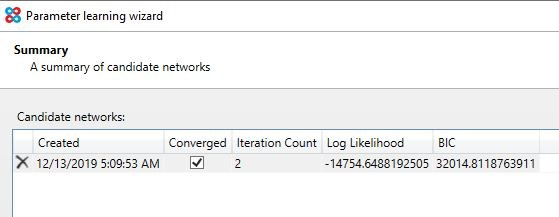 Parameter learning wizard
Summary
A summary of candidate networks
Candidate networks:
Created Converged Iteration Count Log Likelihood BIC
12/13/2019 5:09:53 AM 2 -14754.6488192505 32014.8118763911